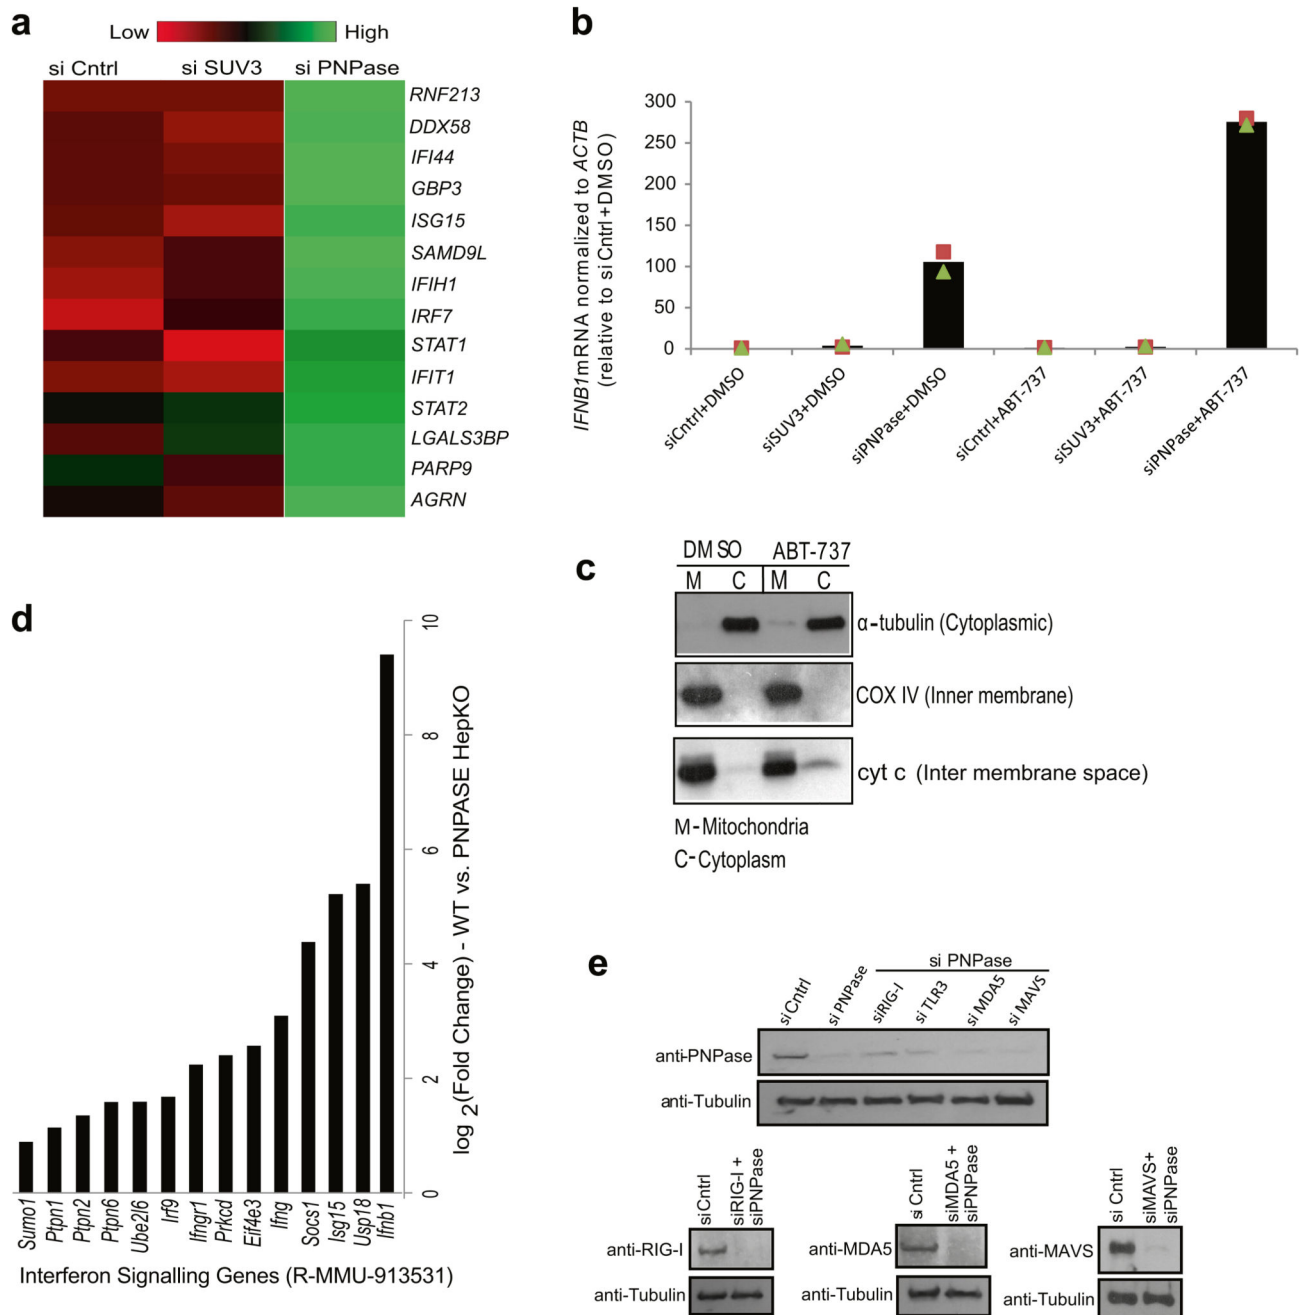 a
Low High
si Cntrl si SUV3 si PNPase
RNF213
DDX58
IFI44
GBP3
ISG15
SAMD9L
IFIH1
IRF7
STAT1
IFIT1
STAT2
LGALS3BP
PARP9
AGRN
b
IFNB1 mRNA normalized to ACTB
(relative to siCntrl+DMSO)
300
250
200
150
100
50
0
siCntrl+DMSO
siSUV3+DMSO
siPNPase+DMSO
siCntrl+ABT-737
siSUV3+ABT-737
siPNPase+ABT-737
c
DMSO ABT-737
M C M C
α-tubulin (Cytoplasmic)
COX IV (Inner membrane)
cyt c (Inter membrane space)
M-Mitochondria
C-Cytoplasm
d
10
8
6
4
2
0
log 2(Fold Change) - WT vs. PNPASE HepKO
Sumo1
Ptpn1
Ptpn2
Ptpn6
Ube2l6
Irf9
Ifngr1
Prkcd
Eif4e3
Ifng
Socs1
Isg15
Usp18
Ifnb1
Interferon Signalling Genes (R-MMU-913531)
e
si PNPase
si Cntrl
si PNPase
siRIG-I
si TLR3
si MDA5
si MAVS
anti-PNPase
anti-Tubulin
siCntrl
siRIG-I +
siPNPase
anti-RIG-I
anti-Tubulin
si Cntrl
siMDA5 +
siPNPase
anti-MDA5
anti-Tubulin
si Cntrl
siMAVS+
siPNPase
anti-MAVS
anti-Tubulin